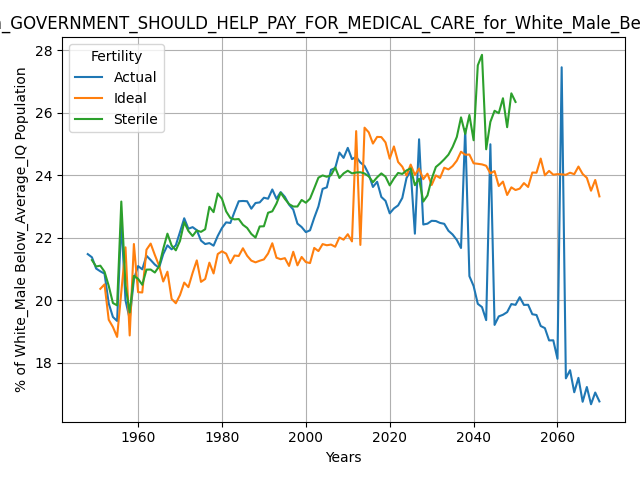 _GOVERNMENT_SHOULD_HELP_PAY_FOR_MEDICAL_CARE_for_White_Male_Be
Fertility
Actual
Ideal
Sterile
28
26
24
22
20
18
% of White_Male Below_Average_IQ Population
1960
1980
2000
2020
2040
2060
Years